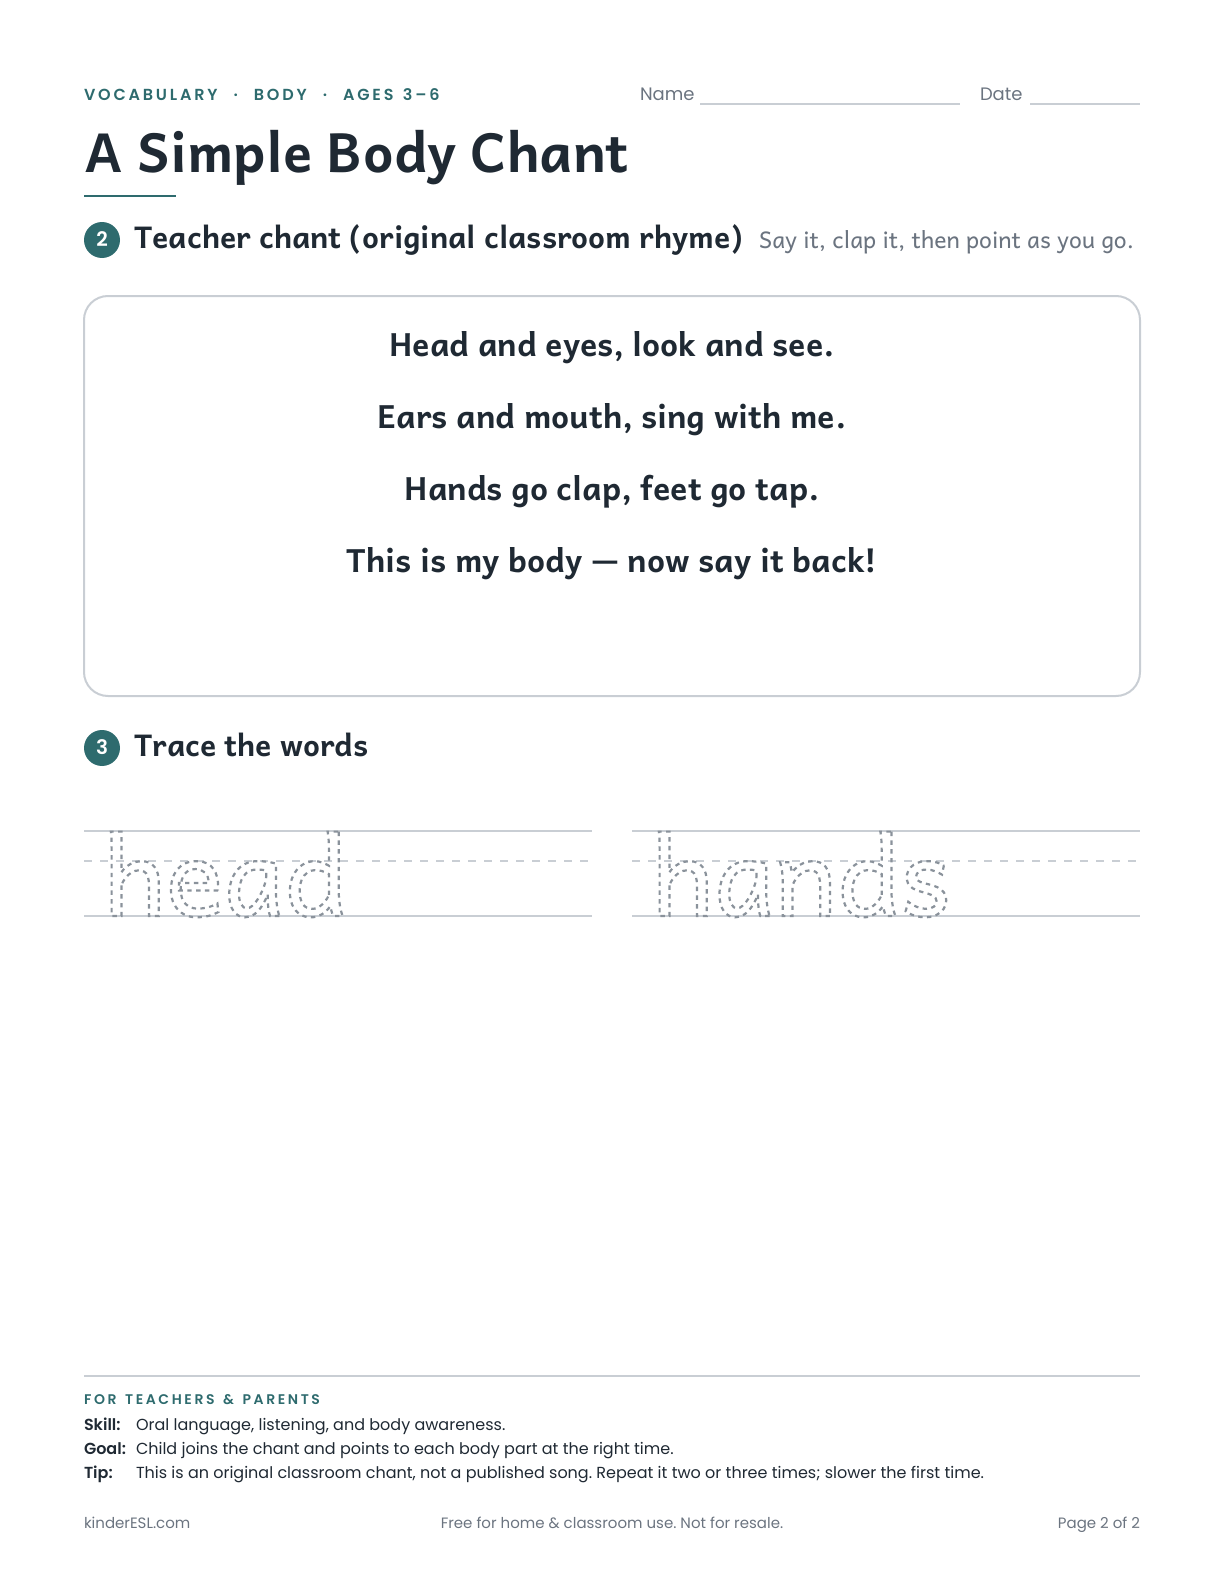 VOCABULARY · BODY · AGES 3–6 Name Date
A Simple Body Chant
2 Teacher chant (original classroom rhyme) Say it, clap it, then point as you go.
Head and eyes, look and see.
Ears and mouth, sing with me.
Hands go clap, feet go tap.
This is my body — now say it back!
3 Trace the words
head hands
FOR TEACHERS & PARENTS
Skill: Oral language, listening, and body awareness.
Goal: Child joins the chant and points to each body part at the right time.
Tip: This is an original classroom chant, not a published song. Repeat it two or three times; slower the first time.
kinderESL.com Free for home & classroom use. Not for resale. Page 2 of 2